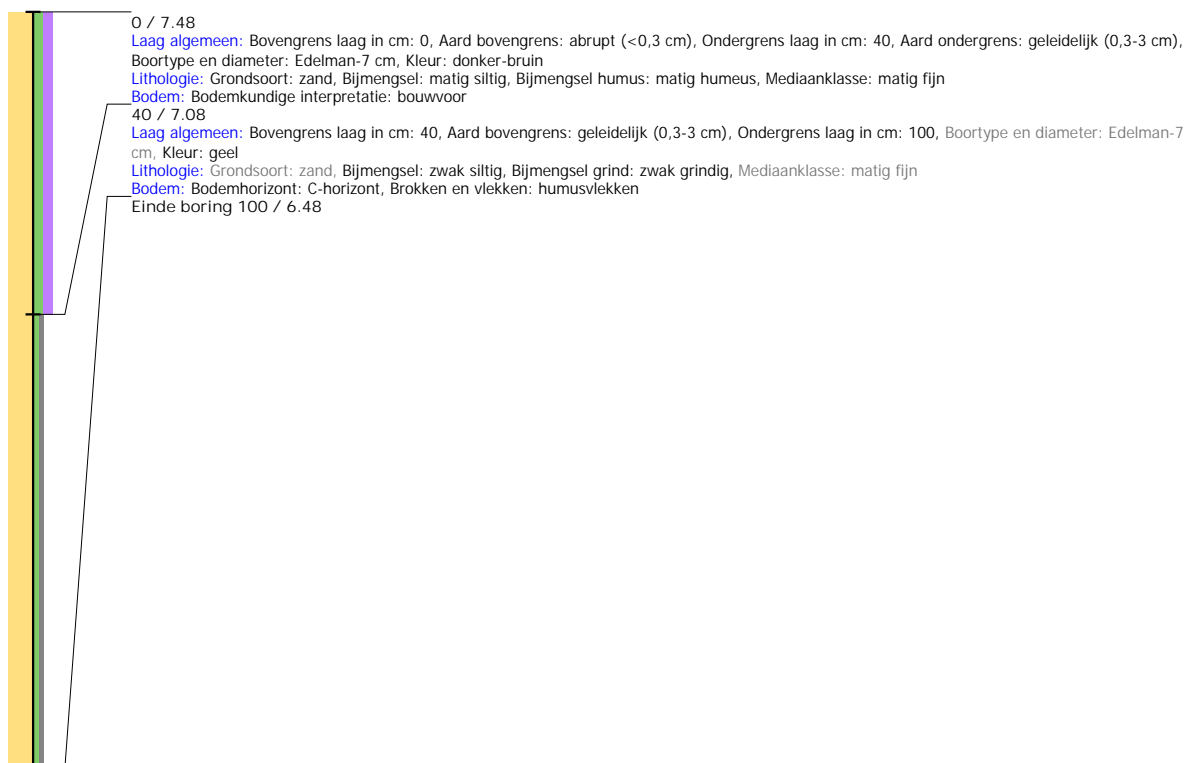 0 / 7.48
Laag algemeen: Bovengrens laag in cm: 0, Aard bovengrens: abrupt (<0,3 cm), Ondergrens laag in cm: 40, Aard ondergrens: geleidelijk (0,3-3 cm),
Boortype en diameter: Edelman-7 cm, Kleur: donker-bruin
Lithologie: Grondsoort: zand, Bijmengsel: matig siltig, Bijmengsel humus: matig humeus, Mediaanklasse: matig fijn
Bodem: Bodemkundige interpretatie: bouwvoor
40 / 7.08
Laag algemeen: Bovengrens laag in cm: 40, Aard bovengrens: geleidelijk (0,3-3 cm), Ondergrens laag in cm: 100, Boortype en diameter: Edelman-7
cm, Kleur: geel
Lithologie: Grondsoort: zand, Bijmengsel: zwak siltig, Bijmengsel grind: zwak grindig, Mediaanklasse: matig fijn
Bodem: Bodemhorizont: C-horizont, Brokken en vlekken: humusvlekken
Einde boring 100 / 6.48